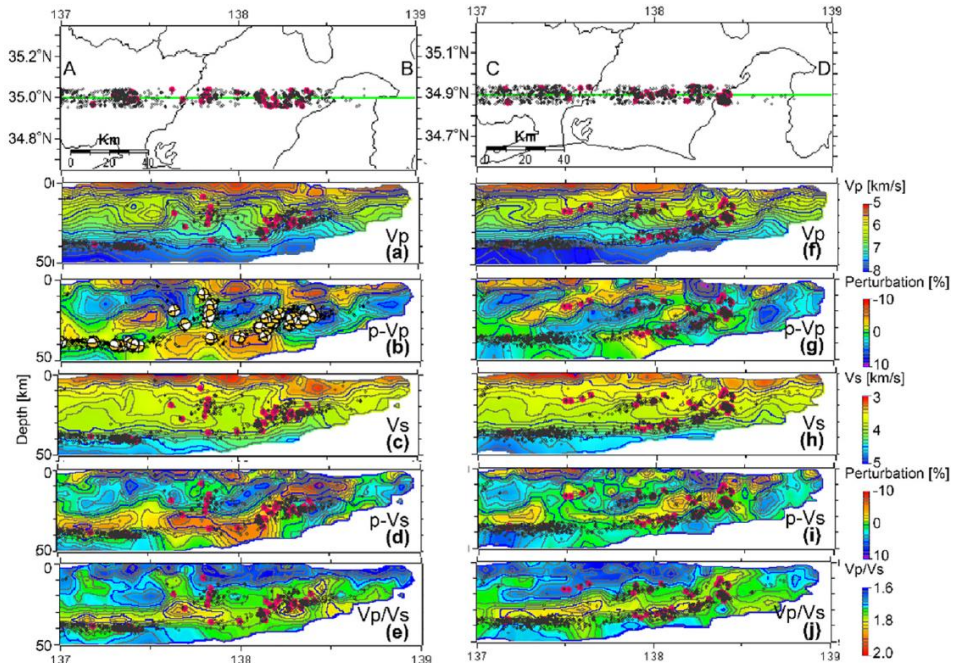 137 138 139
137 138 139
35.2°N
A B
35.0°N
34.8°N
Km
0 20 40
35.1°N
C D
34.9°N
34.7°N
Km
0 20 40
0
Vp
50
(a)
0
p-Vp
50
(b)
0
Vs
50
(c)
0
p-Vs
50
(d)
0
Vp/Vs
50
(e)
137 138 139
Depth [km]
Vp
(f)
p-Vp
(g)
Vs
(h)
p-Vs
(i)
Vp/Vs
(j)
137 138 139
Vp [km/s]
5
6
7
8
Perturbation [%]
-10
0
10
Vs [km/s]
3
4
5
Perturbation [%]
-10
0
10
Vp/Vs
1.6
1.8
2.0